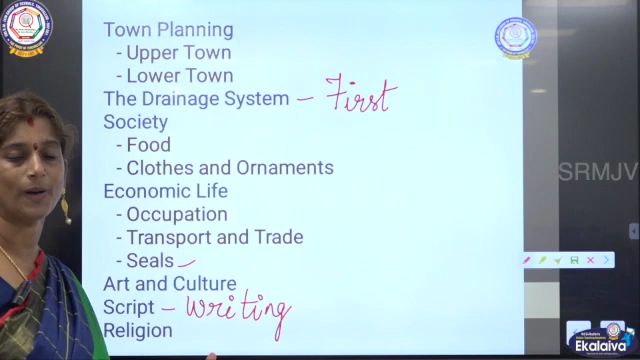 Town Planning
- Upper Town
- Lower Town
The Drainage System – First
Society
- Food
- Clothes and Ornaments
Economic Life
- Occupation
- Transport and Trade
- Seals
Art and Culture
Script – Writing
Religion
SRMJV
Ekalaiva